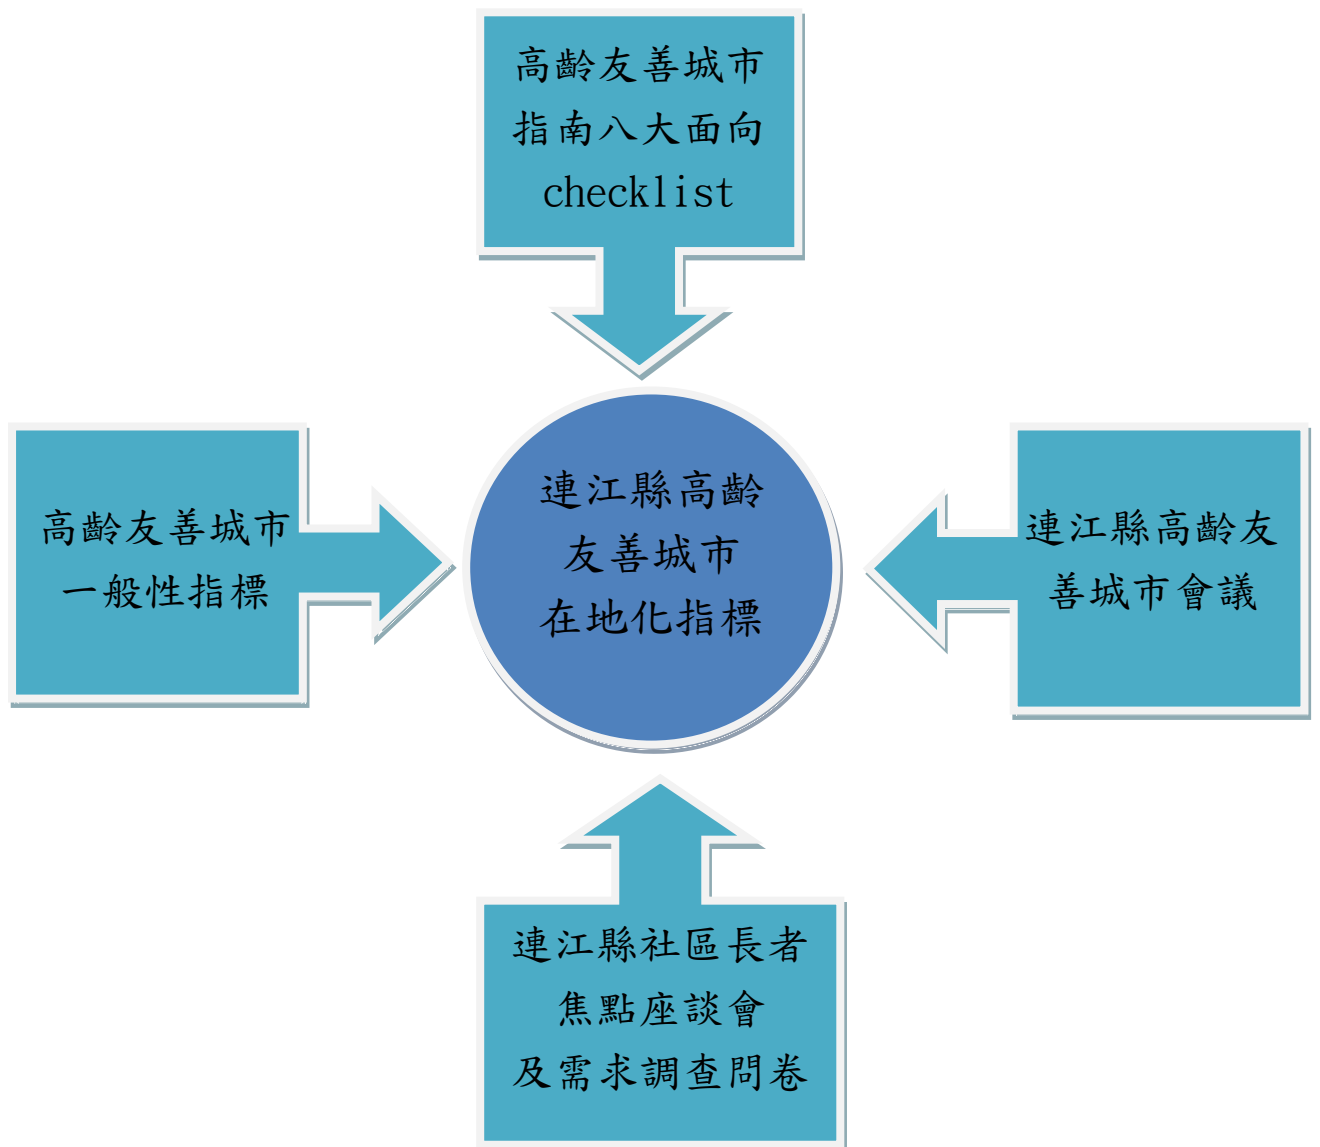 高齡友善城市
指南八大面向
checklist
高齡友善城市
一般性指標
連江縣高齡
友善城市
在地化指標
連江縣高齡友
善城市會議
連江縣社區長者
焦點座談會
及需求調查問卷